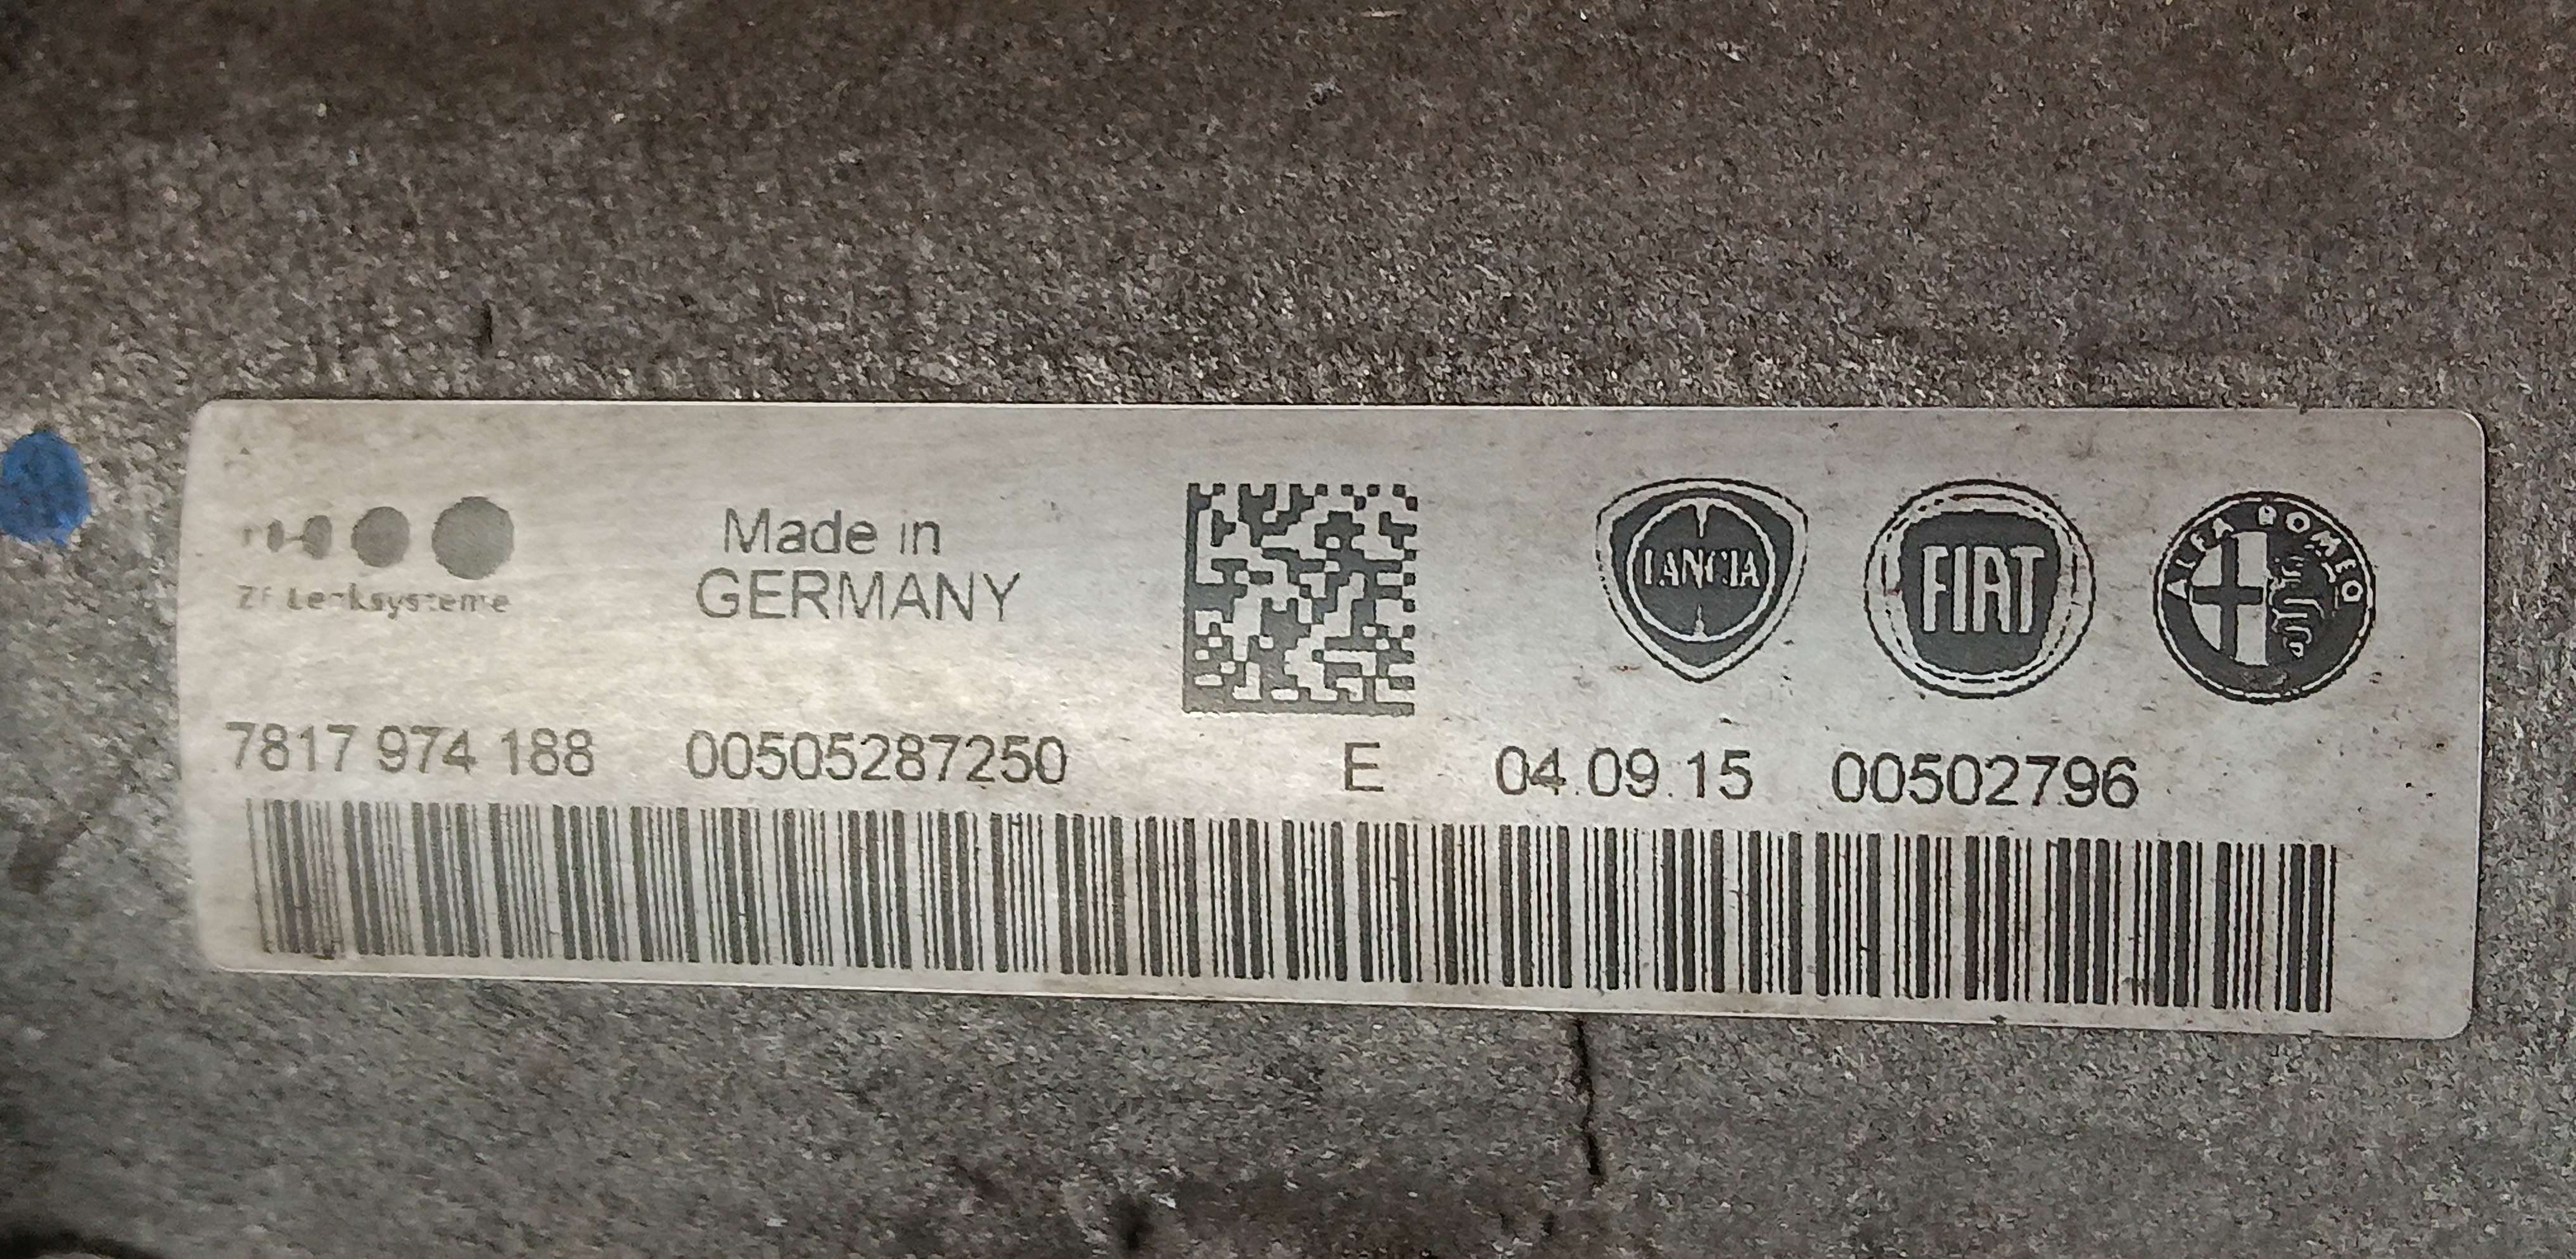 ZF Lenksysteme
Made in
GERMANY
LANCIA
FIAT
ALFA ROMEO
7817 974 188 00505287250 E 04.09.15 00502796